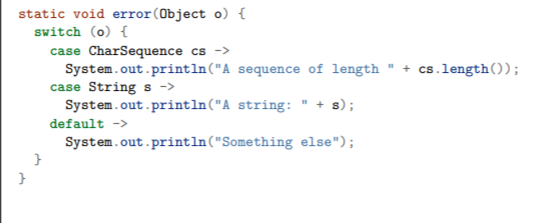 static void error(Object o) {
  switch (o) {
    case CharSequence cs ->
      System.out.println("A sequence of length " + cs.length());
    case String s ->
      System.out.println("A string: " + s);
    default ->
      System.out.println("Something else");
  }
}